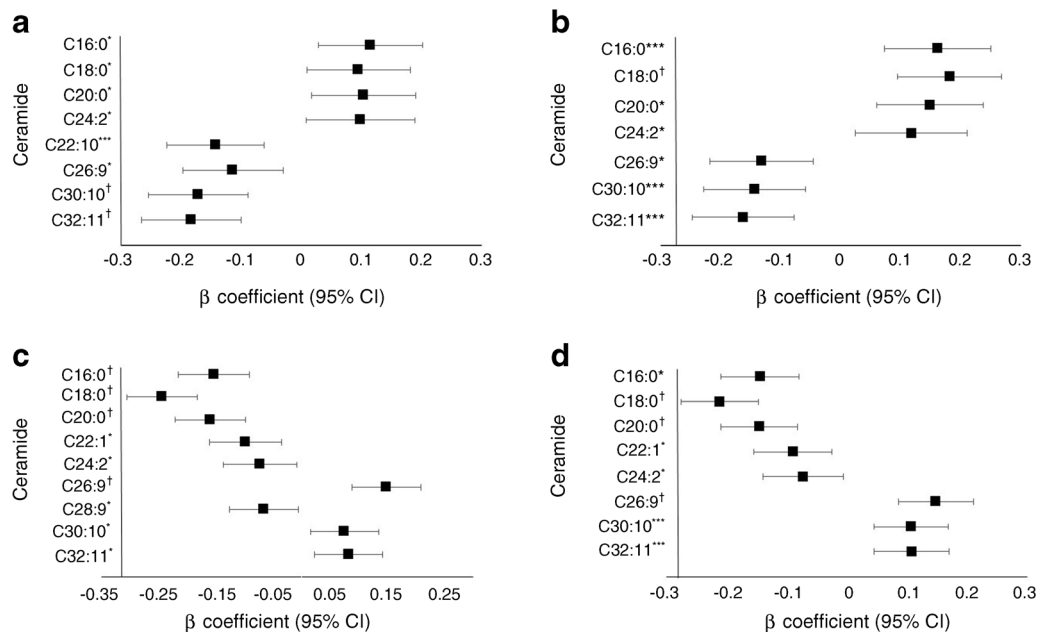 a
Ceramide
C16:0*
C18:0*
C20:0*
C24:2*
C22:10***
C26:9*
C30:10†
C32:11†
-0.3 -0.2 -0.1 0 0.1 0.2 0.3
β coefficient (95% CI)
b
Ceramide
C16:0***
C18:0†
C20:0*
C24:2*
C26:9*
C30:10***
C32:11***
-0.3 -0.2 -0.1 0 0.1 0.2 0.3
β coefficient (95% CI)
c
Ceramide
C16:0†
C18:0†
C20:0†
C22:1*
C24:2*
C26:9†
C28:9*
C30:10*
C32:11*
-0.35 -0.25 -0.15 -0.05 0.05 0.15 0.25
β coefficient (95% CI)
d
Ceramide
C16:0*
C18:0†
C20:0†
C22:1*
C24:2*
C26:9†
C30:10***
C32:11***
-0.3 -0.2 -0.1 0 0.1 0.2 0.3
β coefficient (95% CI)